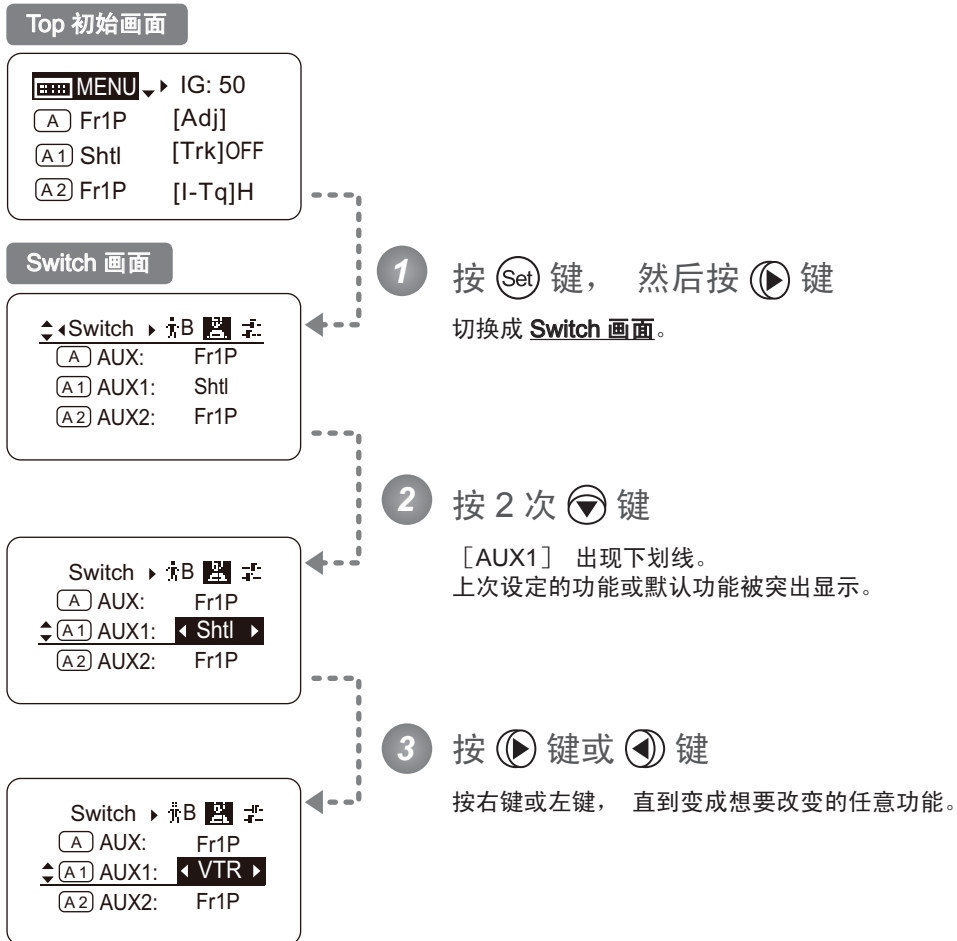 Top 初始画面
MENU IG: 50
A Fr1P [Adj]
A1 Shtl [Trk]OFF
A2 Fr1P [I-Tq]H
Switch 画面
Switch B
A AUX: Fr1P
A1 AUX1: Shtl
A2 AUX2: Fr1P
1 按 Set 键， 然后按 键
切换成 Switch 画面。
2 按 2 次 键
［AUX1］ 出现下划线。
上次设定的功能或默认功能被突出显示。
Switch B
A AUX: Fr1P
A1 AUX1: Shtl
A2 AUX2: Fr1P
3 按 键或 键
按右键或左键， 直到变成想要改变的任意功能。
Switch B
A AUX: Fr1P
A1 AUX1: VTR
A2 AUX2: Fr1P